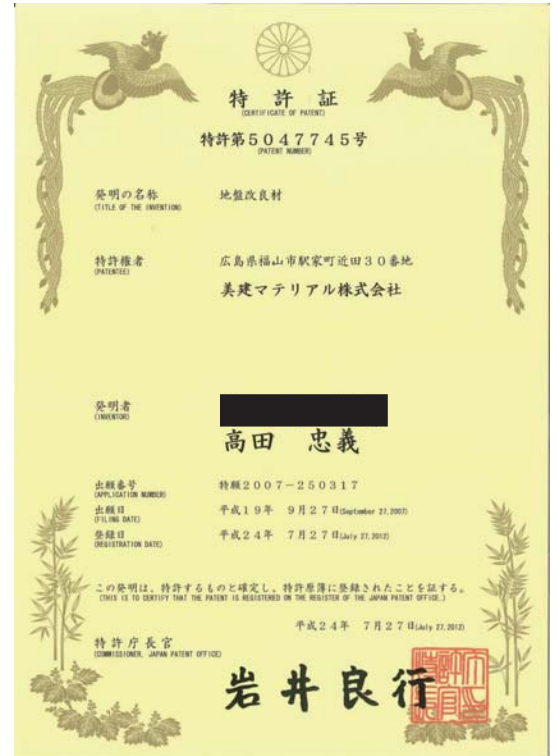 特許証
(CERTIFICATE OF PATENT)
特許第5047745号
(PATENT NUMBER)
発明の名称 地盤改良材
(TITLE OF THE INVENTION)
特許権者 広島県福山市駅家町近田30番地
(PATENTEE)
美建マテリアル株式会社
発明者
(INVENTOR)
高田 忠義
出願番号 特願2007-250317
(APPLICATION NUMBER)
出願日 平成19年 9月27日(September 27,2007)
(FILING DATE)
登録日 平成24年 7月27日(July 27,2012)
(REGISTRATION DATE)
この発明は、特許するものと確定し、特許原簿に登録されたことを証する。
(THIS IS TO CERTIFY THAT THE PATENT IS REGISTERED ON THE REGISTER OF THE JAPAN PATENT OFFICE.)
平成24年 7月27日(July 27,2012)
特許庁長官
(COMMISSIONER, JAPAN PATENT OFFICE)
岩井良行